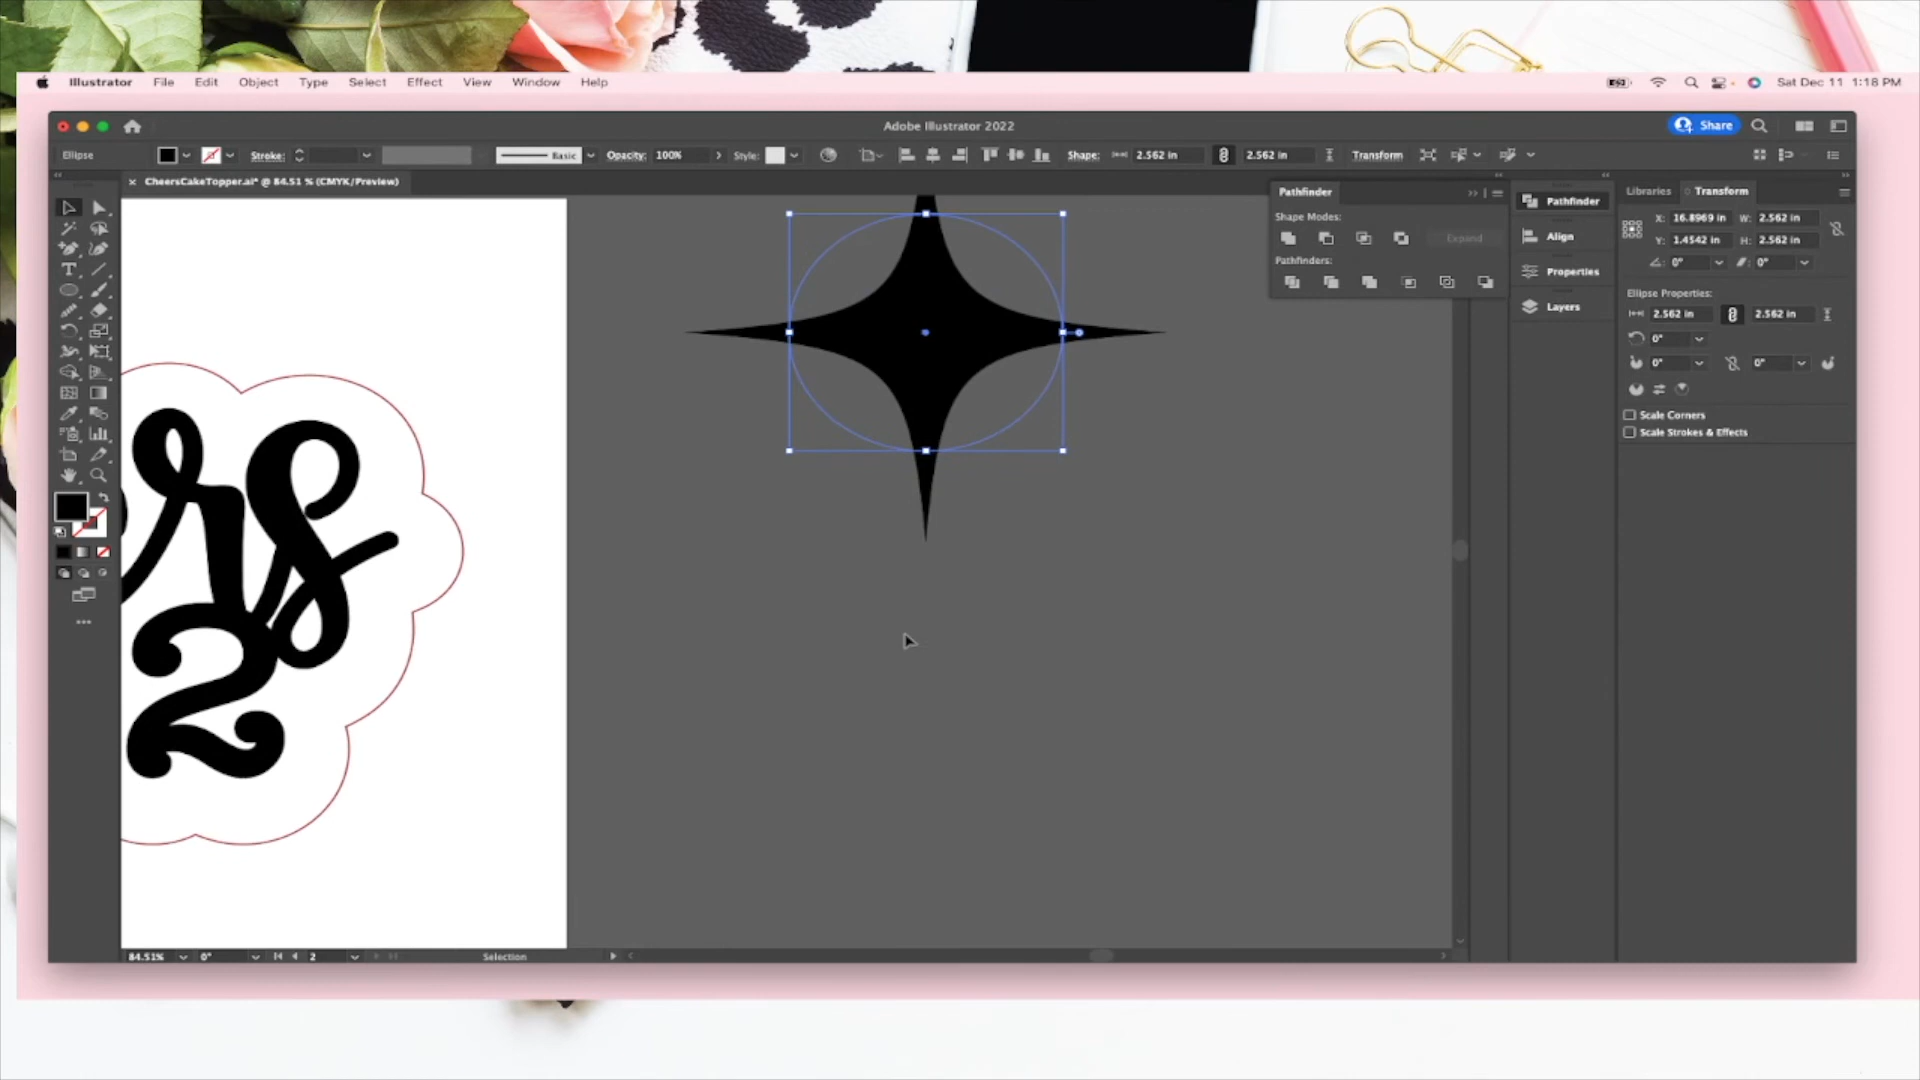 Illustrator File Edit Object Type Select Effect View Window Help
Sat Dec 11 1:18 PM
Adobe Illustrator 2022
Share
Ellipse
Stroke:
Basic
Opacity: 100%
Style:
Shape: 2.562 in 2.562 in
Transform
× CheersCakeTopper.ai* @ 84.51 % (CMYK/Preview)
Pathfinder
Shape Modes:
Expand
Pathfinders:
Pathfinder
Align
Properties
Layers
Libraries Transform
X: 16.8969 in W: 2.562 in
Y: 1.4542 in H: 2.562 in
0° 0°
Ellipse Properties:
2.562 in 2.562 in
0°
0° 0°
Scale Corners
Scale Strokes & Effects
rs
2
84.51% 0° 2 Selection